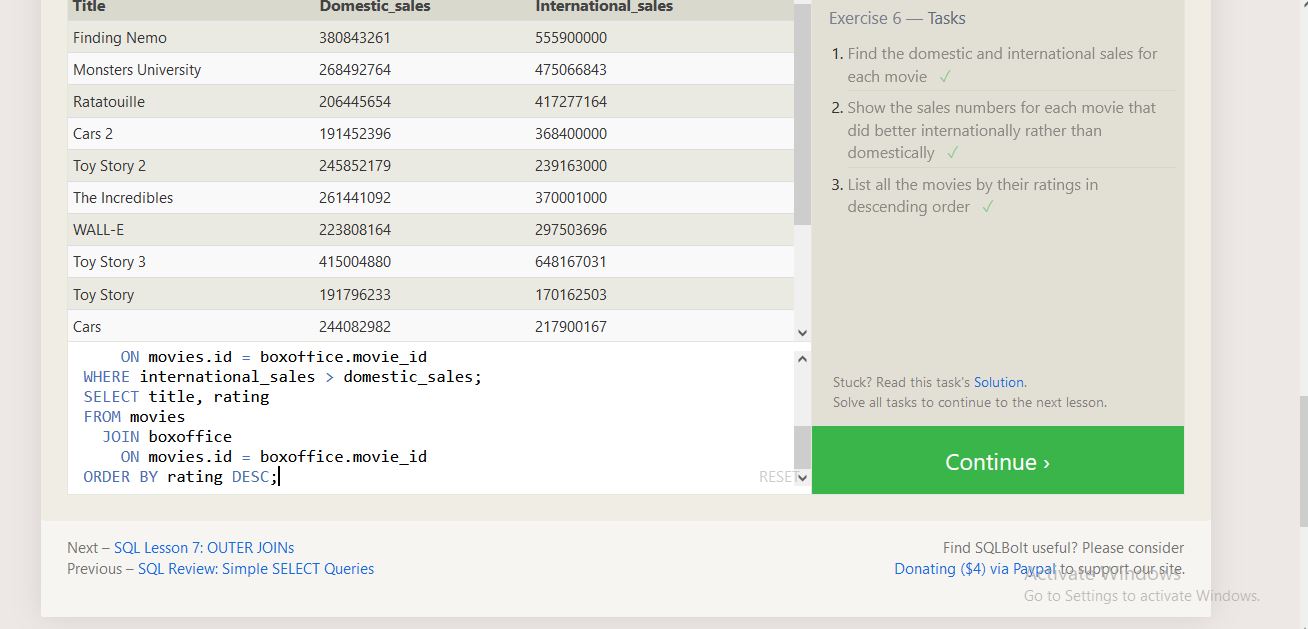 Title Domestic_sales International_sales
Finding Nemo 380843261 555900000
Monsters University 268492764 475066843
Ratatouille 206445654 417277164
Cars 2 191452396 368400000
Toy Story 2 245852179 239163000
The Incredibles 261441092 370001000
WALL-E 223808164 297503696
Toy Story 3 415004880 648167031
Toy Story 191796233 170162503
Cars 244082982 217900167
ON movies.id = boxoffice.movie_id
WHERE international_sales > domestic_sales;
SELECT title, rating
FROM movies
JOIN boxoffice
ON movies.id = boxoffice.movie_id
ORDER BY rating DESC;
RESET
Exercise 6 — Tasks
1. Find the domestic and international sales for
each movie ✓
2. Show the sales numbers for each movie that
did better internationally rather than
domestically ✓
3. List all the movies by their ratings in
descending order ✓
Stuck? Read this task's Solution.
Solve all tasks to continue to the next lesson.
Continue ›
Next – SQL Lesson 7: OUTER JOINs
Previous – SQL Review: Simple SELECT Queries
Find SQLBolt useful? Please consider
Donating ($4) via Paypal to support our site.
Activate Windows
Go to Settings to activate Windows.